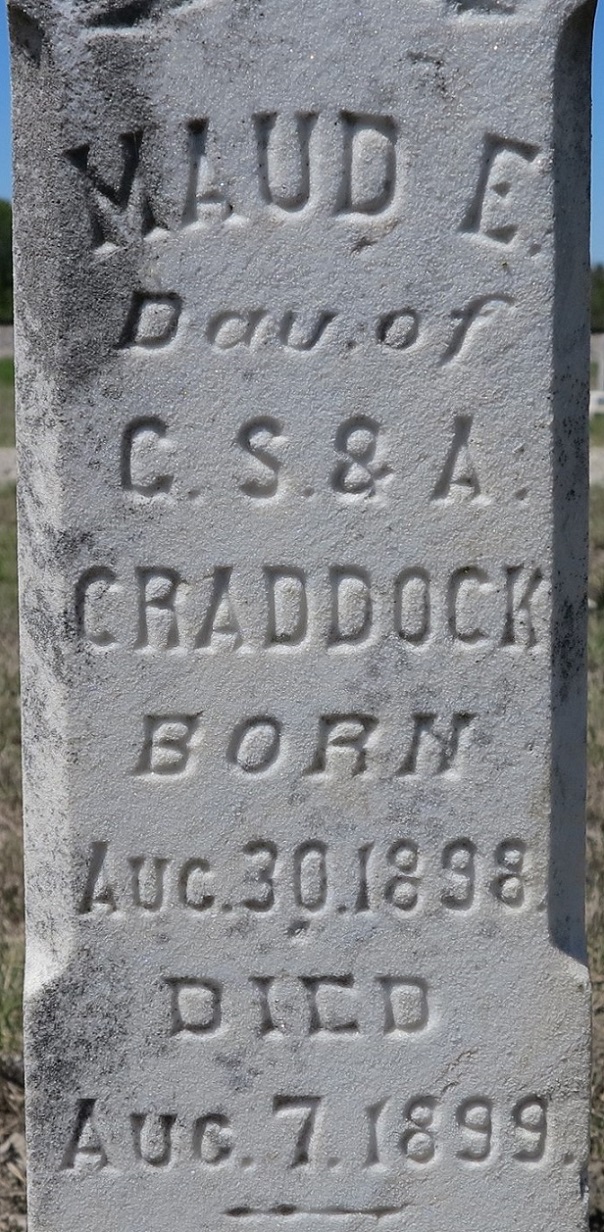 MAUD E.
Dau. of
C. S. & A.
CRADDOCK
BORN
AUG. 30. 1898.
DIED
AUG. 7. 1899.